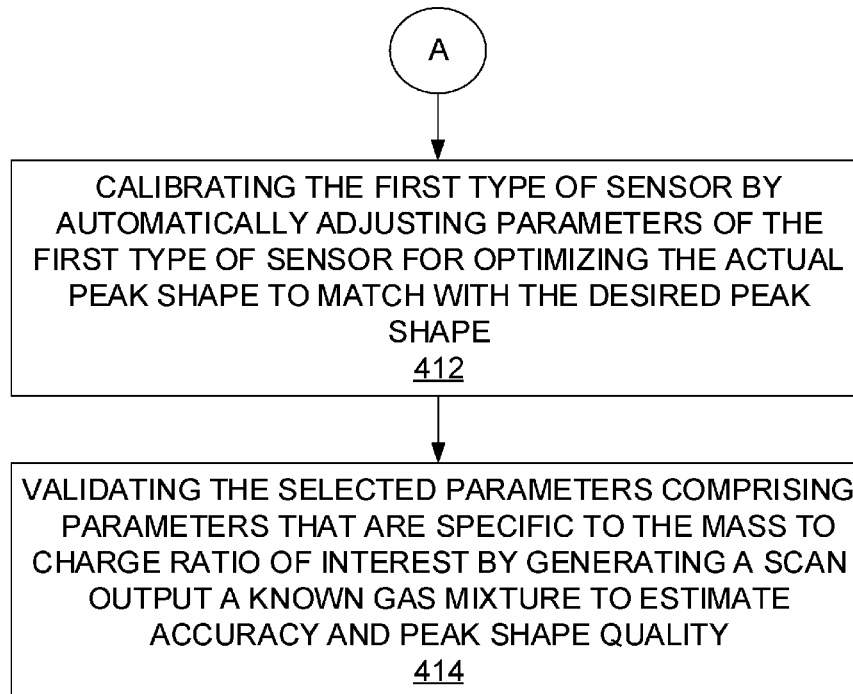 A
CALIBRATING THE FIRST TYPE OF SENSOR BY
AUTOMATICALLY ADJUSTING PARAMETERS OF THE
FIRST TYPE OF SENSOR FOR OPTIMIZING THE ACTUAL
PEAK SHAPE TO MATCH WITH THE DESIRED PEAK
SHAPE
412
VALIDATING THE SELECTED PARAMETERS COMPRISING
PARAMETERS THAT ARE SPECIFIC TO THE MASS TO
CHARGE RATIO OF INTEREST BY GENERATING A SCAN
OUTPUT A KNOWN GAS MIXTURE TO ESTIMATE
ACCURACY AND PEAK SHAPE QUALITY
414